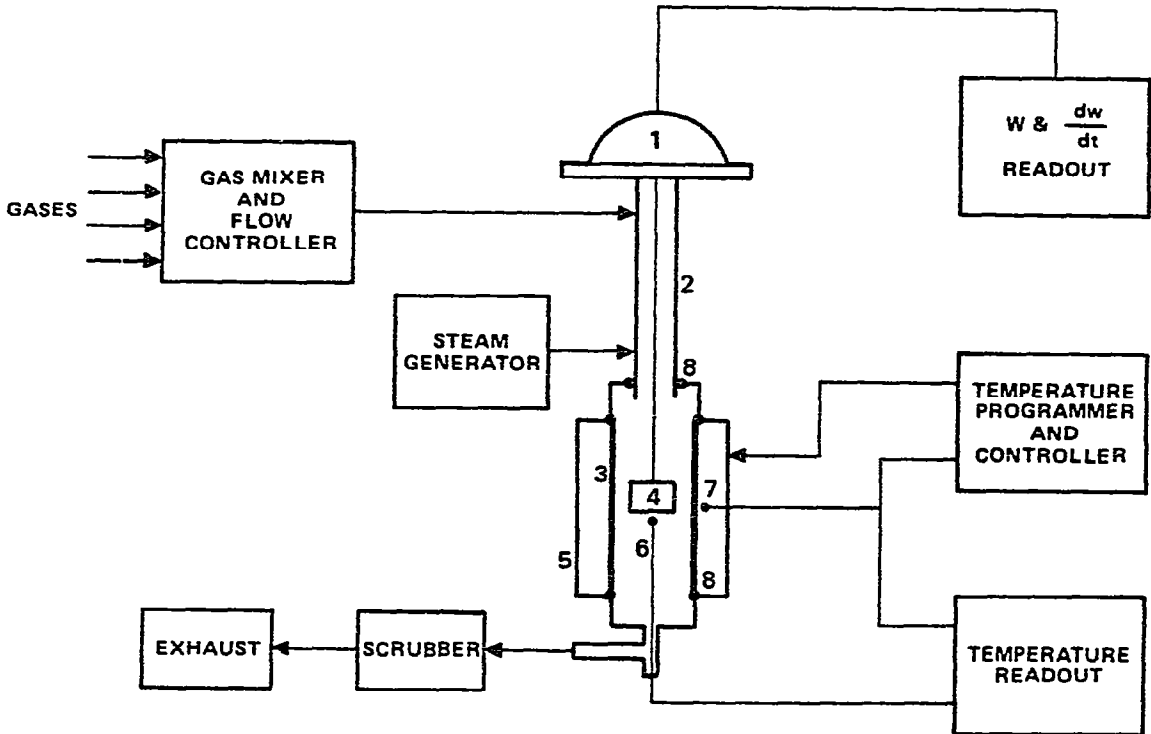 1
W & dw
dt
READOUT
GASES
GAS MIXER
AND
FLOW
CONTROLLER
2
STEAM
GENERATOR
8
TEMPERATURE
PROGRAMMER
AND
CONTROLLER
3
4
7
6
5
8
EXHAUST
SCRUBBER
TEMPERATURE
READOUT